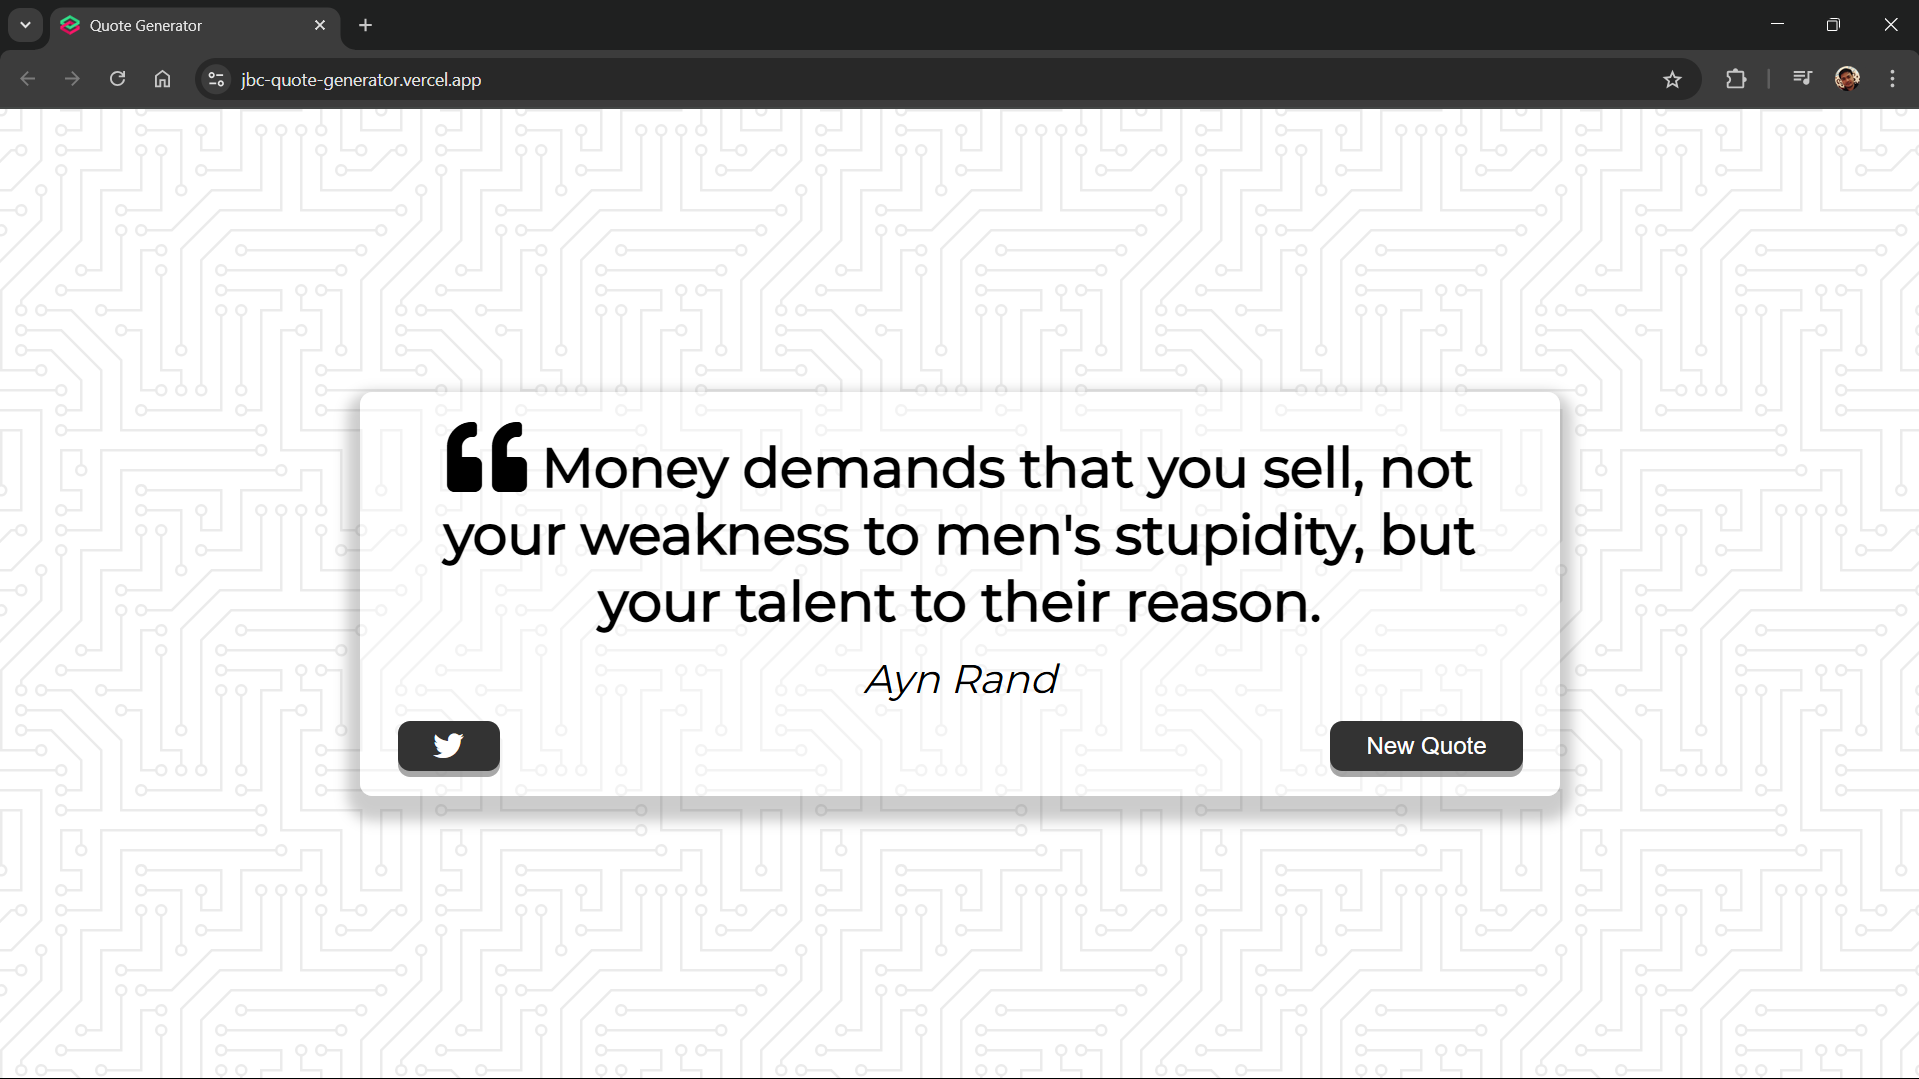 Quote Generator
jbc-quote-generator.vercel.app
Money demands that you sell, not
your weakness to men's stupidity, but
your talent to their reason.
Ayn Rand
New Quote